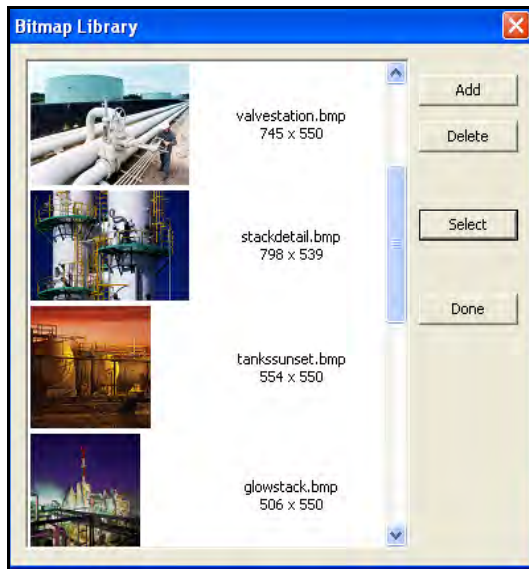 Bitmap Library
valvestation.bmp
745 x 550
stackdetail.bmp
798 x 539
tankssunset.bmp
554 x 550
glowstack.bmp
506 x 550
Add
Delete
Select
Done